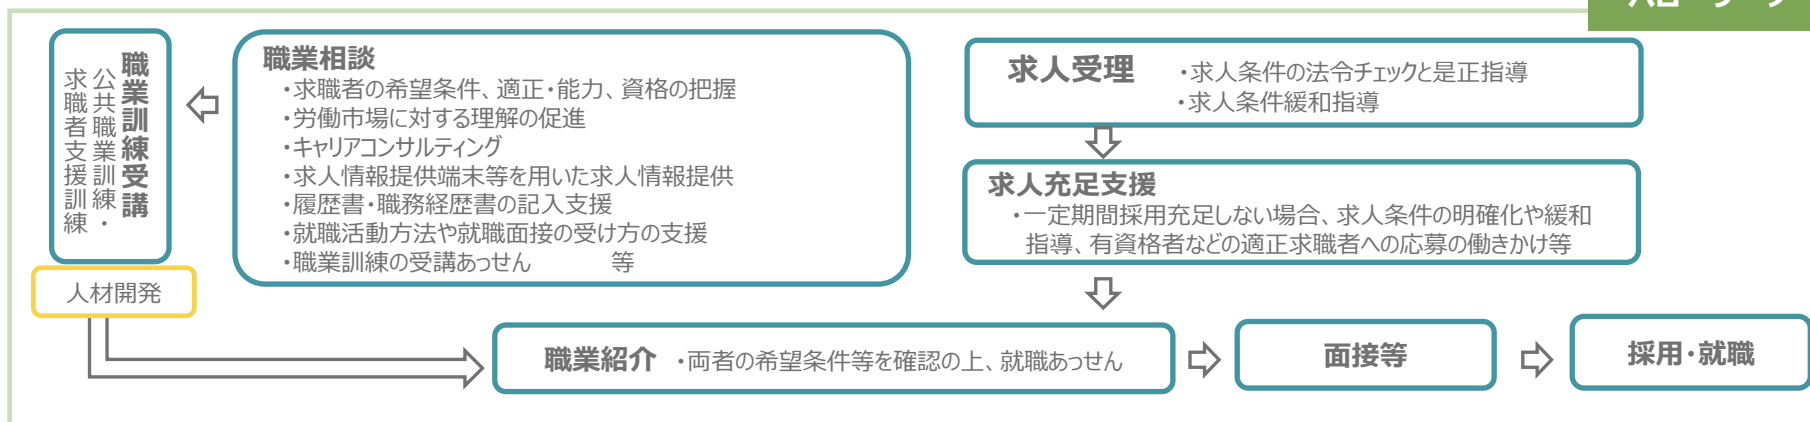 職業訓練受講
公共職業訓練・
求職者支援訓練
人材開発
職業相談
・求職者の希望条件、適正・能力、資格の把握
・労働市場に対する理解の促進
・キャリアコンサルティング
・求人情報提供端末等を用いた求人情報提供
・履歴書・職務経歴書の記入支援
・就職活動方法や就職面接の受け方の支援
・職業訓練の受講あっせん 等
求人受理 ・求人条件の法令チェックと是正指導
・求人条件緩和指導
求人充足支援
・一定期間採用充足しない場合、求人条件の明確化や緩和
指導、有資格者などの適正求職者への応募の働きかけ等
職業紹介 ・両者の希望条件等を確認の上、就職あっせん
面接等
採用・就職